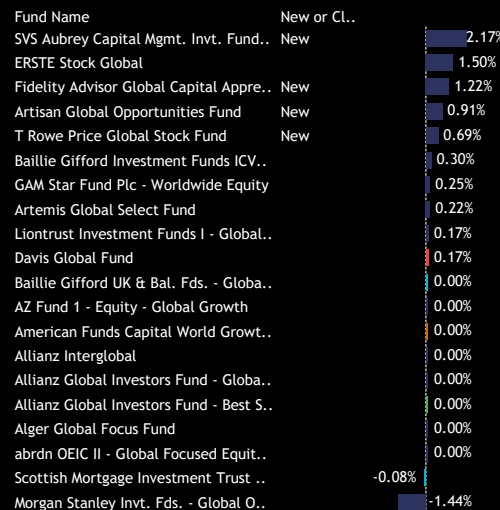 Fund Name New or Cl..
SVS Aubrey Capital Mgmt. Invt. Fund.. New 2.17%
ERSTE Stock Global 1.50%
Fidelity Advisor Global Capital Appre.. New 1.22%
Artisan Global Opportunities Fund New 0.91%
T Rowe Price Global Stock Fund New 0.69%
Baillie Gifford Investment Funds ICV.. 0.30%
GAM Star Fund Plc - Worldwide Equity 0.25%
Artemis Global Select Fund 0.22%
Liontrust Investment Funds I - Global.. 0.17%
Davis Global Fund 0.17%
Baillie Gifford UK & Bal. Fds. - Globa.. 0.00%
AZ Fund 1 - Equity - Global Growth 0.00%
American Funds Capital World Growt.. 0.00%
Allianz Interglobal 0.00%
Allianz Global Investors Fund - Globa.. 0.00%
Allianz Global Investors Fund - Best S.. 0.00%
Alger Global Focus Fund 0.00%
abrdn OEIC II - Global Focused Equit.. 0.00%
Scottish Mortgage Investment Trust .. -0.08%
Morgan Stanley Invt. Fds. - Global O.. -1.44%